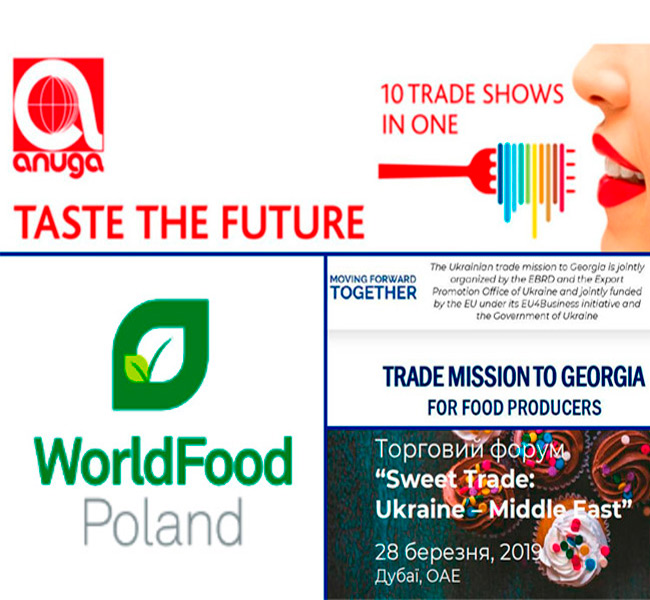 anuga
10 TRADE SHOWS
IN ONE
TASTE THE FUTURE
WorldFood
Poland
MOVING FORWARD
TOGETHER
The Ukrainian trade mission to Georgia is jointly
organized by the EBRD and the Export
Promotion Office of Ukraine and jointly funded
by the EU under its EU4Business initiative and
the Government of Ukraine
TRADE MISSION TO GEORGIA
FOR FOOD PRODUCERS
Торговий форум
“Sweet Trade:
Ukraine – Middle East”
28 березня, 2019
Дубаї, ОАЕ